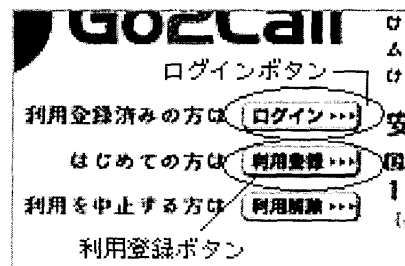 Go2Call
ログインボタン
利用登録済みの方は ログイン
はじめての方は 利用登録
利用を中止する方は 利用解除
利用登録ボタン